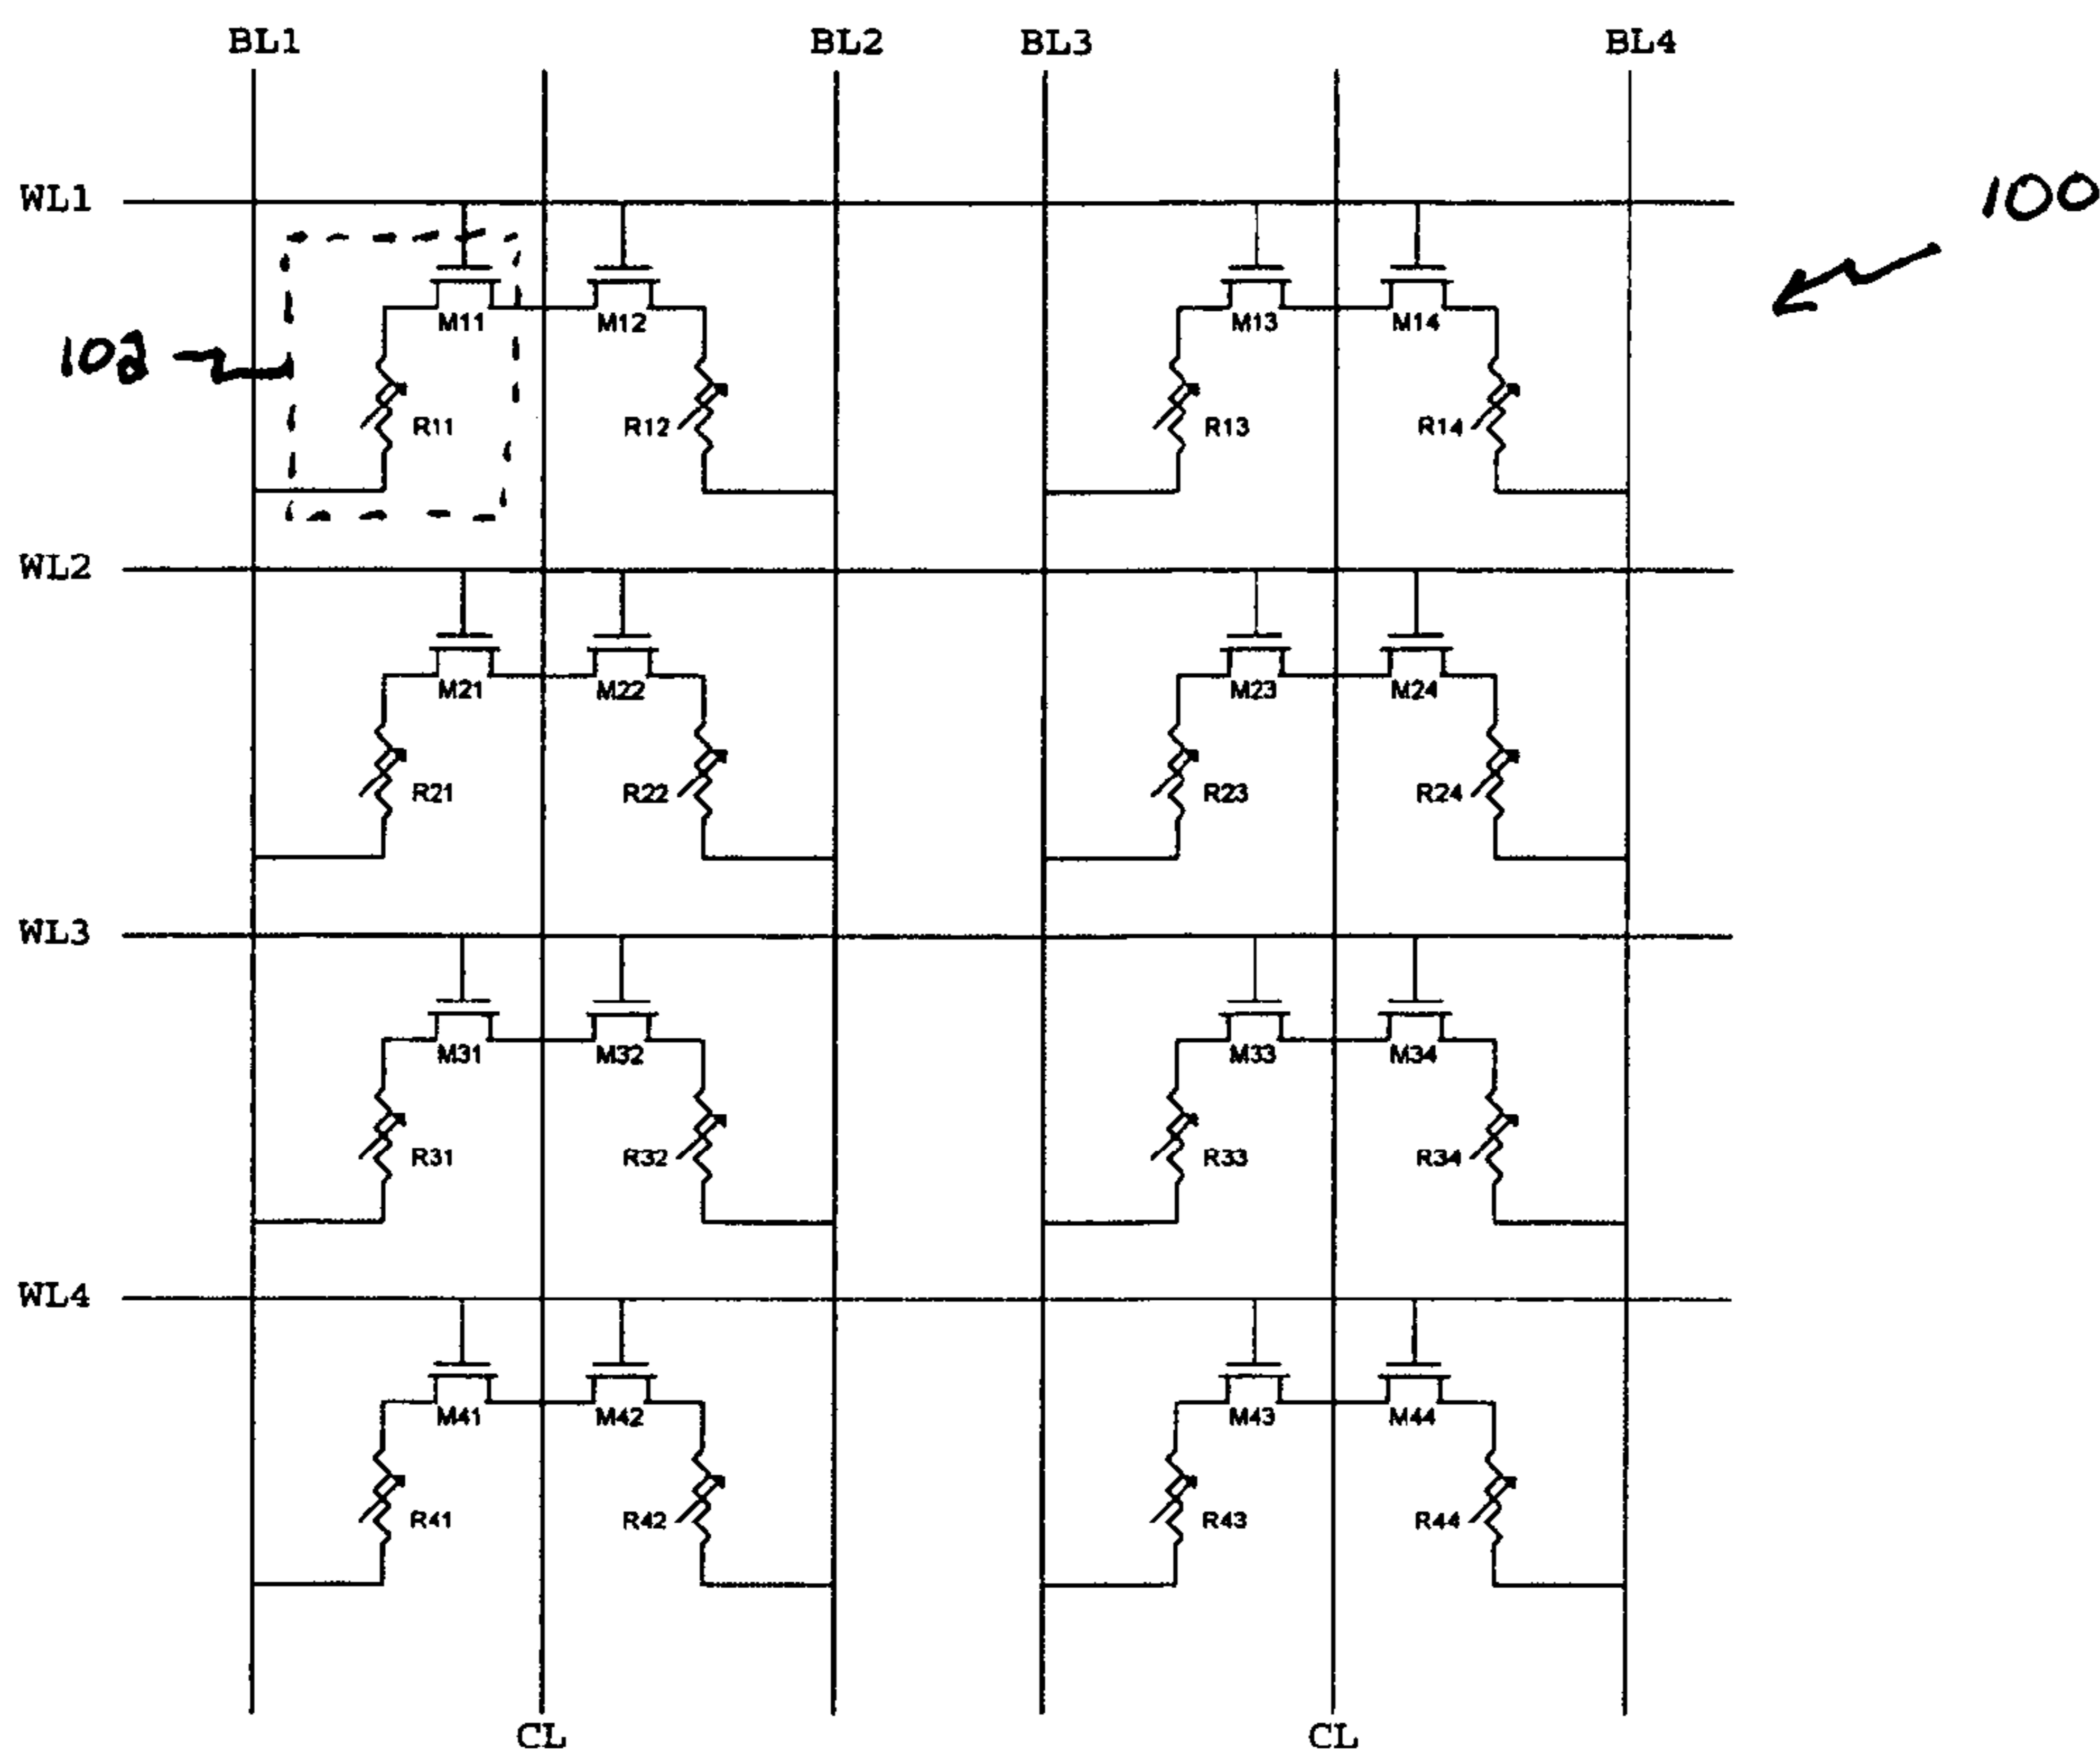 BL1 BL2 BL3 BL4
100
WL1
M11 M12 M13 M14
102
R11 R12 R13 R14
WL2
M21 M22 M23 M24
R21 R22 R23 R24
WL3
M31 M32 M33 M34
R31 R32 R33 R34
WL4
M41 M42 M43 M44
R41 R42 R43 R44
CL CL